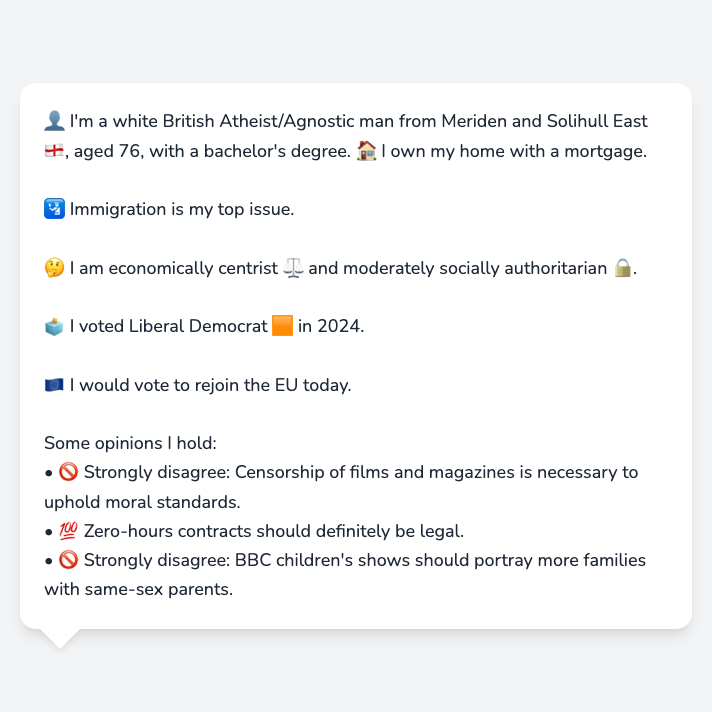 👤 I'm a white British Atheist/Agnostic man from Meriden and Solihull East
🏴󠁧󠁢󠁥󠁮󠁧󠁿, aged 76, with a bachelor's degree. 🏠 I own my home with a mortgage.
🛂 Immigration is my top issue.
🤔 I am economically centrist ⚖️ and moderately socially authoritarian 🔒.
🗳️ I voted Liberal Democrat 🟧 in 2024.
🇪🇺 I would vote to rejoin the EU today.
Some opinions I hold:
• 🚫 Strongly disagree: Censorship of films and magazines is necessary to
uphold moral standards.
• 💯 Zero-hours contracts should definitely be legal.
• 🚫 Strongly disagree: BBC children's shows should portray more families
with same-sex parents.